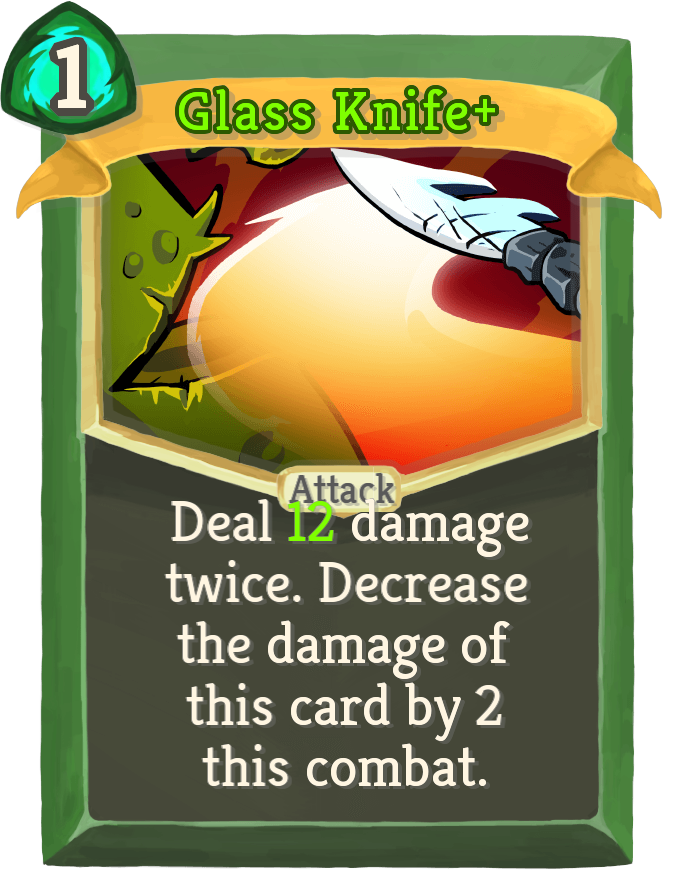 1
Glass Knife+
Attack
Deal 12 damage
twice. Decrease
the damage of
this card by 2
this combat.